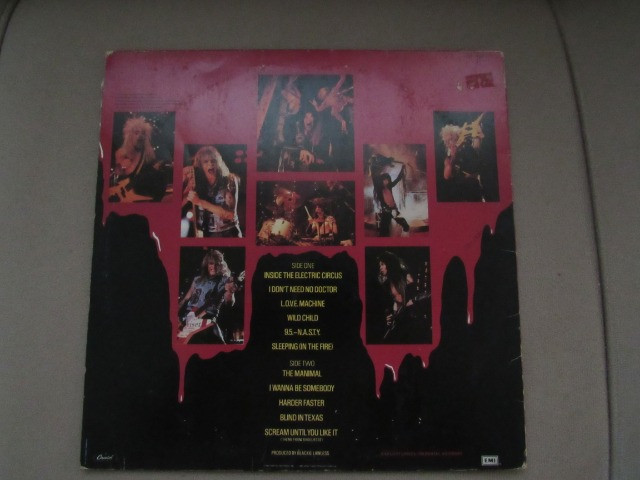 SIDE ONE
INSIDE THE ELECTRIC CIRCUS
I DON'T NEED NO DOCTOR
L.O.V.E. MACHINE
WILD CHILD
9.5.-N.A.S.T.Y.
SLEEPING (IN THE FIRE)
SIDE TWO
THE MANIMAL
I WANNA BE SOMEBODY
HARDER FASTER
BLIND IN TEXAS
SCREAM UNTIL YOU LIKE IT
PRODUCED BY BLACKIE LAWLESS
Capitol
EMI